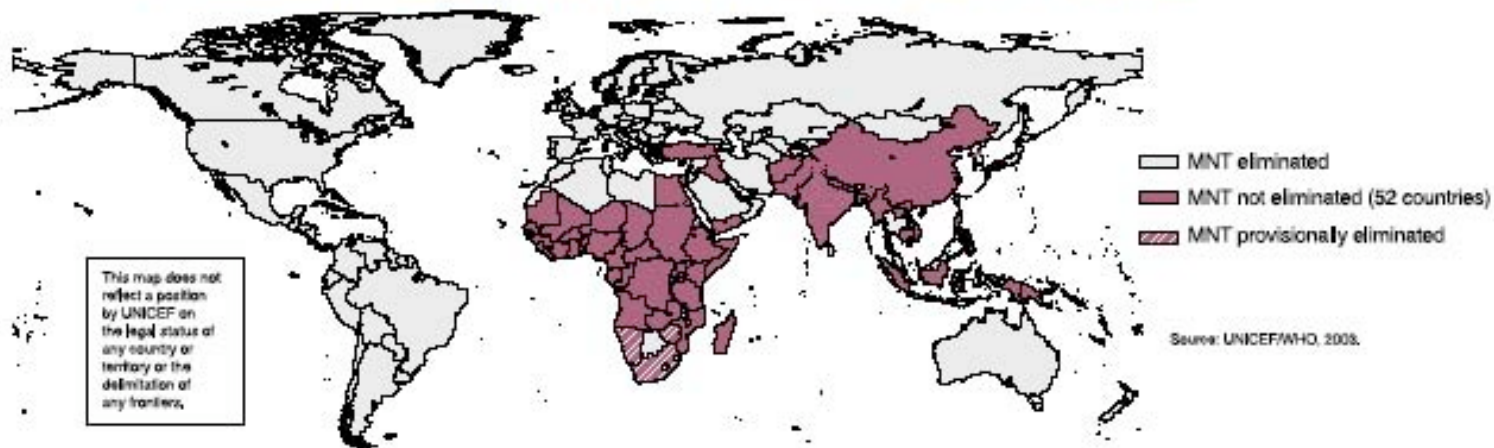 MNT eliminated
MNT not eliminated (52 countries)
MNT provisionally eliminated
This map does not
reflect a position
by UNICEF on
the legal status of
any country or
territory or the
delimitation of
any frontiers.
Source: UNICEF/WHO, 2003.